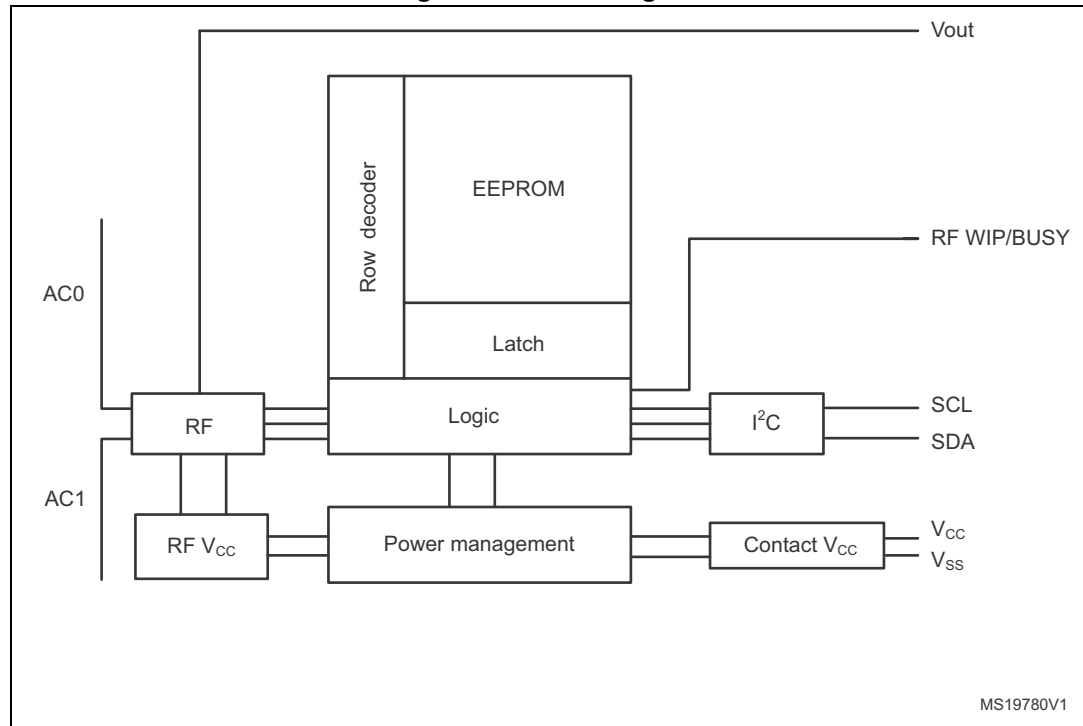 Vout
Row decoder
EEPROM
RF WIP/BUSY
AC0
Latch
RF
Logic
I²C
SCL
SDA
AC1
RF V_CC
Power management
Contact V_CC
V_CC
V_SS
MS19780V1